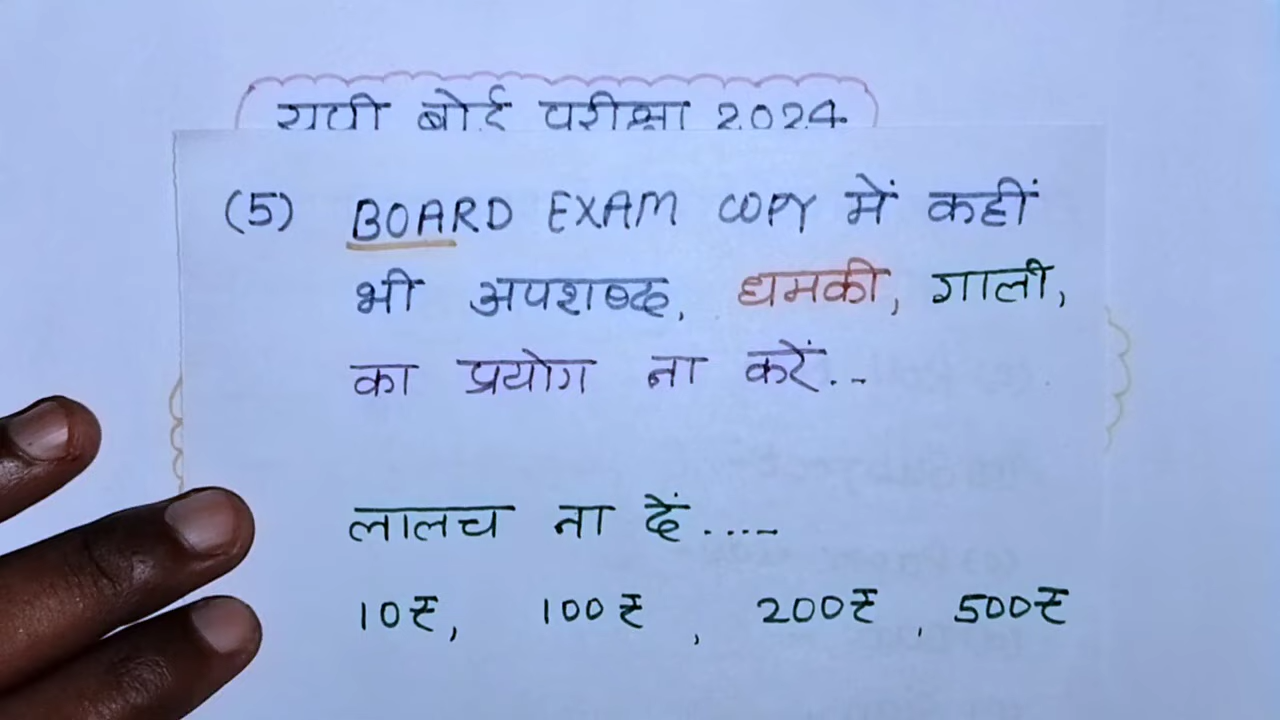 यूपी बोर्ड परीक्षा 2024
(5) BOARD EXAM COPY में कहीं
भी अपशब्द, धमकी, गाली,
का प्रयोग ना करें..
लालच ना दें....
10₹, 100₹, 200₹, 500₹